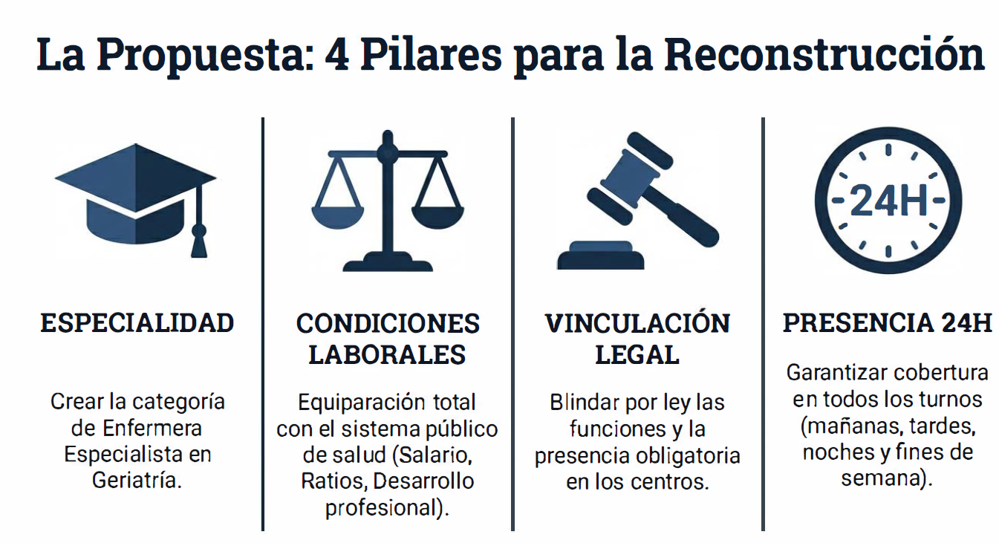 La Propuesta: 4 Pilares para la Reconstrucción
ESPECIALIDAD
Crear la categoría
de Enfermera
Especialista en
Geriatría.
CONDICIONES
LABORALES
Equiparación total
con el sistema público
de salud (Salario,
Ratios, Desarrollo
profesional).
VINCULACIÓN
LEGAL
Blindar por ley las
funciones y la
presencia obligatoria
en los centros.
24H
PRESENCIA 24H
Garantizar cobertura
en todos los turnos
(mañanas, tardes,
noches y fines de
semana).